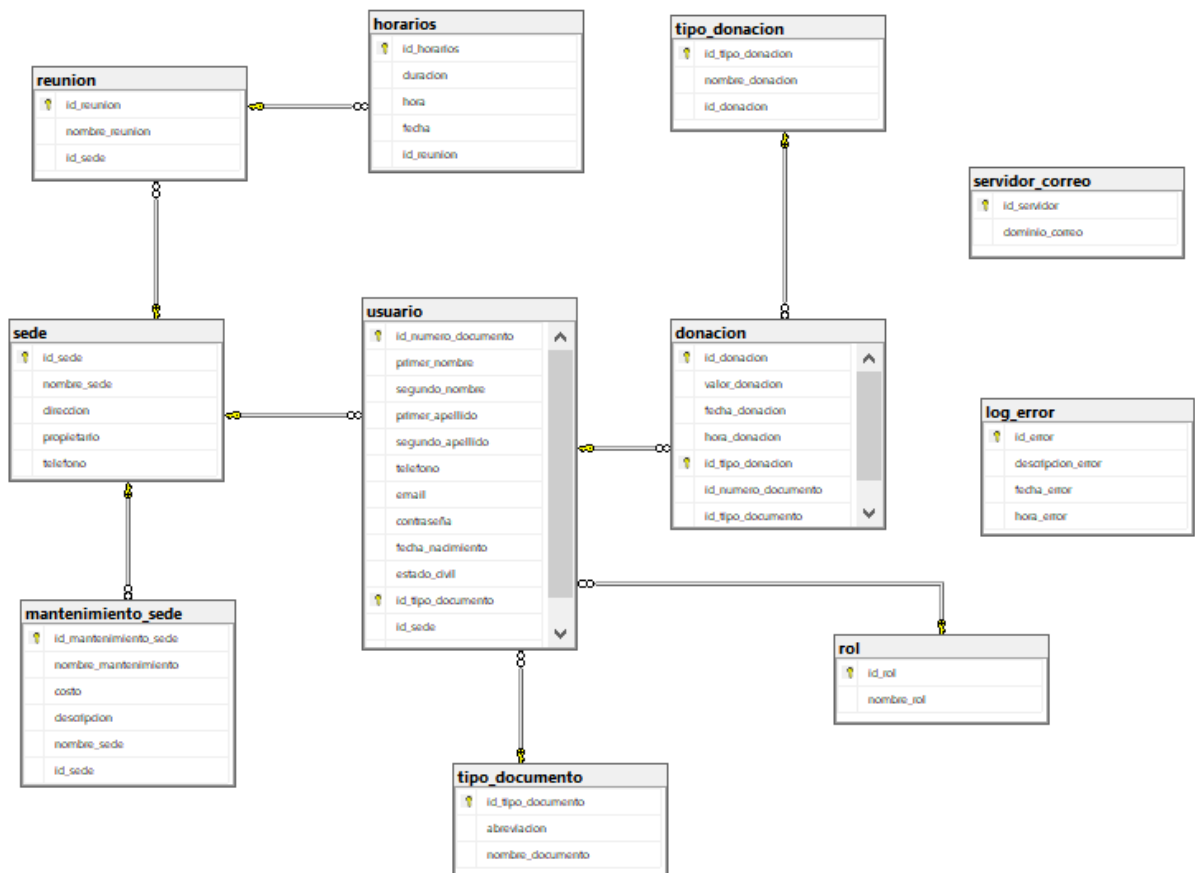 horarios
id_horarios
duracion
hora
fecha
id_reunion
tipo_donacion
id_tipo_donacion
nombre_donacion
id_donacion
reunion
id_reunion
nombre_reunion
id_sede
servidor_correo
id_servidor
dominio_correo
sede
id_sede
nombre_sede
direccion
propietario
telefono
usuario
id_numero_documento
primer_nombre
segundo_nombre
primer_apellido
segundo_apellido
telefono
email
contraseña
fecha_nacimiento
estado_civil
id_tipo_documento
id_sede
donacion
id_donacion
valor_donacion
fecha_donacion
hora_donacion
id_tipo_donacion
id_numero_documento
id_tipo_documento
log_error
id_error
descripcion_error
fecha_error
hora_error
mantenimiento_sede
id_mantenimiento_sede
nombre_mantenimiento
costo
descripcion
nombre_sede
id_sede
rol
id_rol
nombre_rol
tipo_documento
id_tipo_documento
abreviacion
nombre_documento